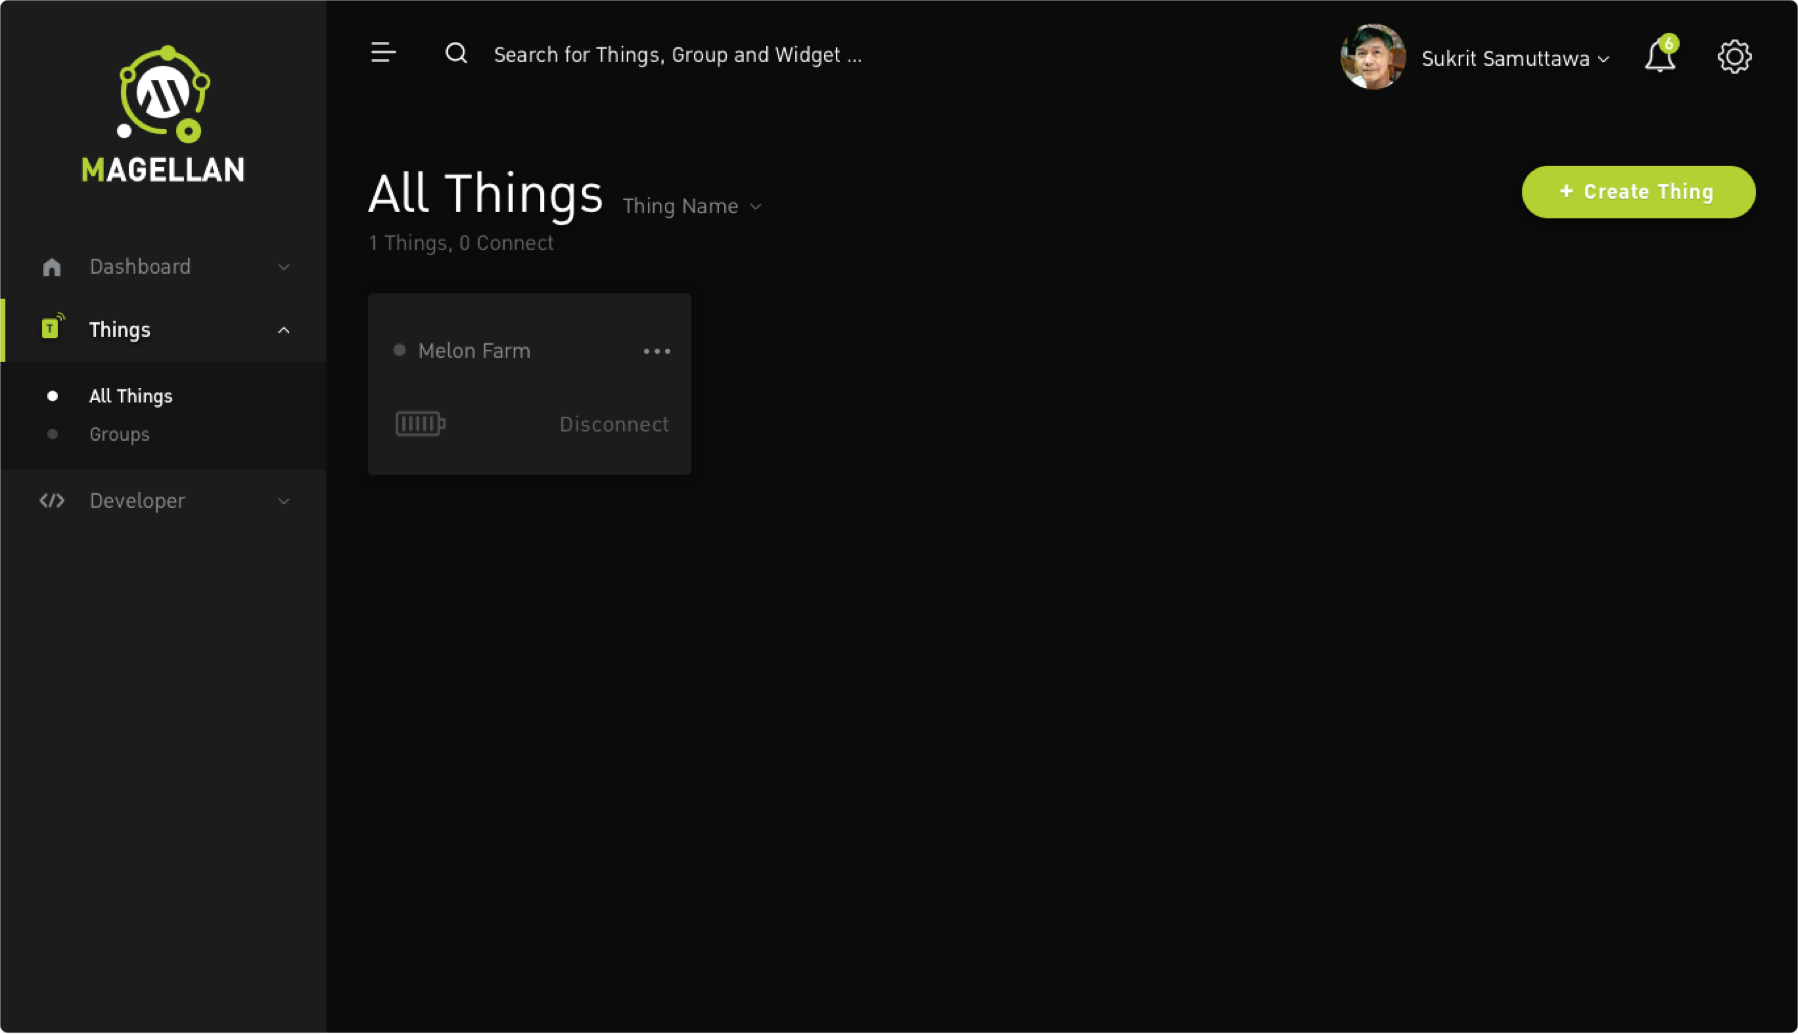 MAGELLAN
Dashboard
T
Things
All Things
Groups
Developer
Search for Things, Group and Widget ...
Sukrit Samuttawa
6
All Things
Thing Name
+ Create Thing
1 Things, 0 Connect
Melon Farm
Disconnect